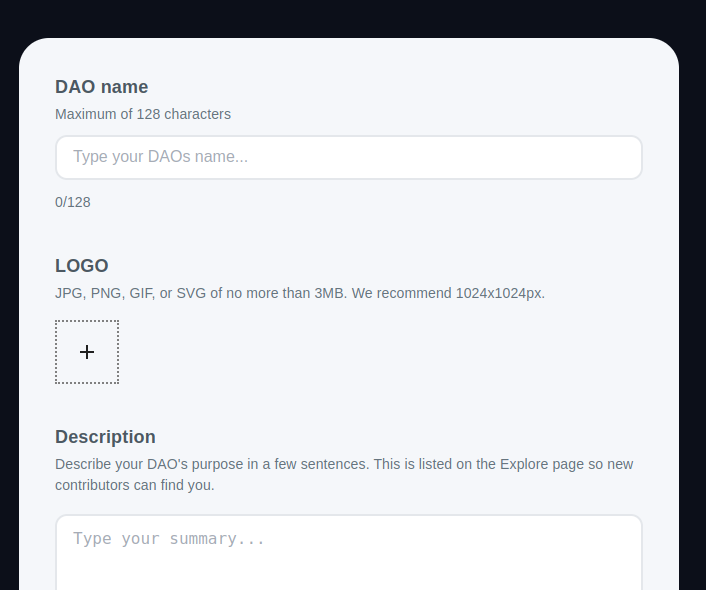 DAO name
Maximum of 128 characters
Type your DAOs name...
0/128
LOGO
JPG, PNG, GIF, or SVG of no more than 3MB. We recommend 1024x1024px.
+
Description
Describe your DAO's purpose in a few sentences. This is listed on the Explore page so new
contributors can find you.
Type your summary...